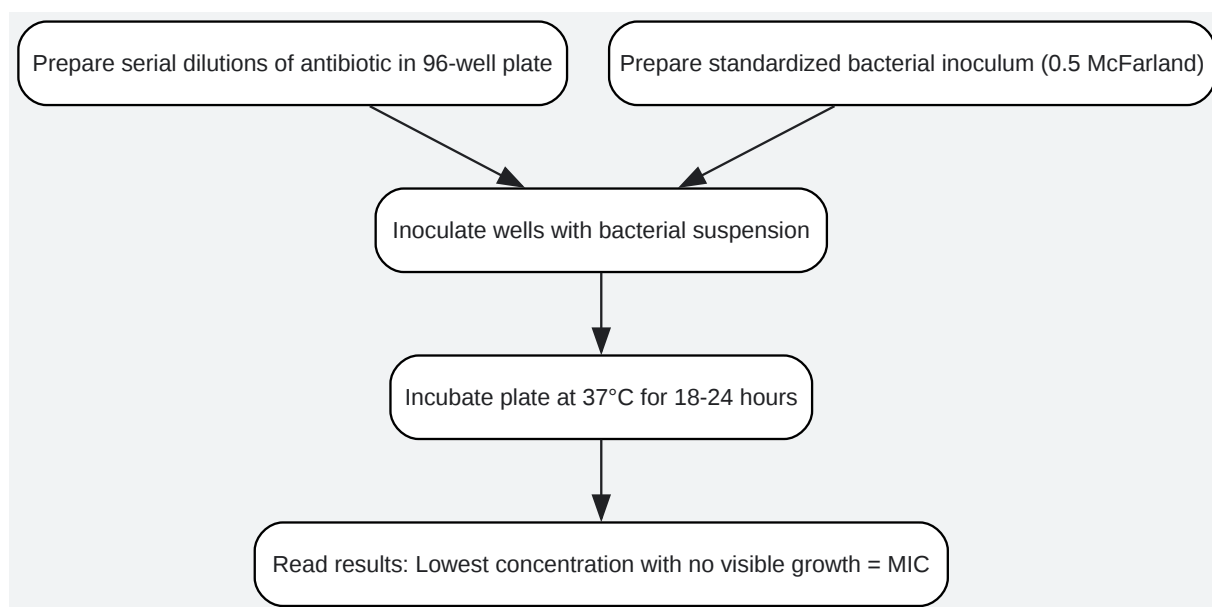 Prepare serial dilutions of antibiotic in 96-well plate
Prepare standardized bacterial inoculum (0.5 McFarland)
Inoculate wells with bacterial suspension
Incubate plate at 37°C for 18-24 hours
Read results: Lowest concentration with no visible growth = MIC